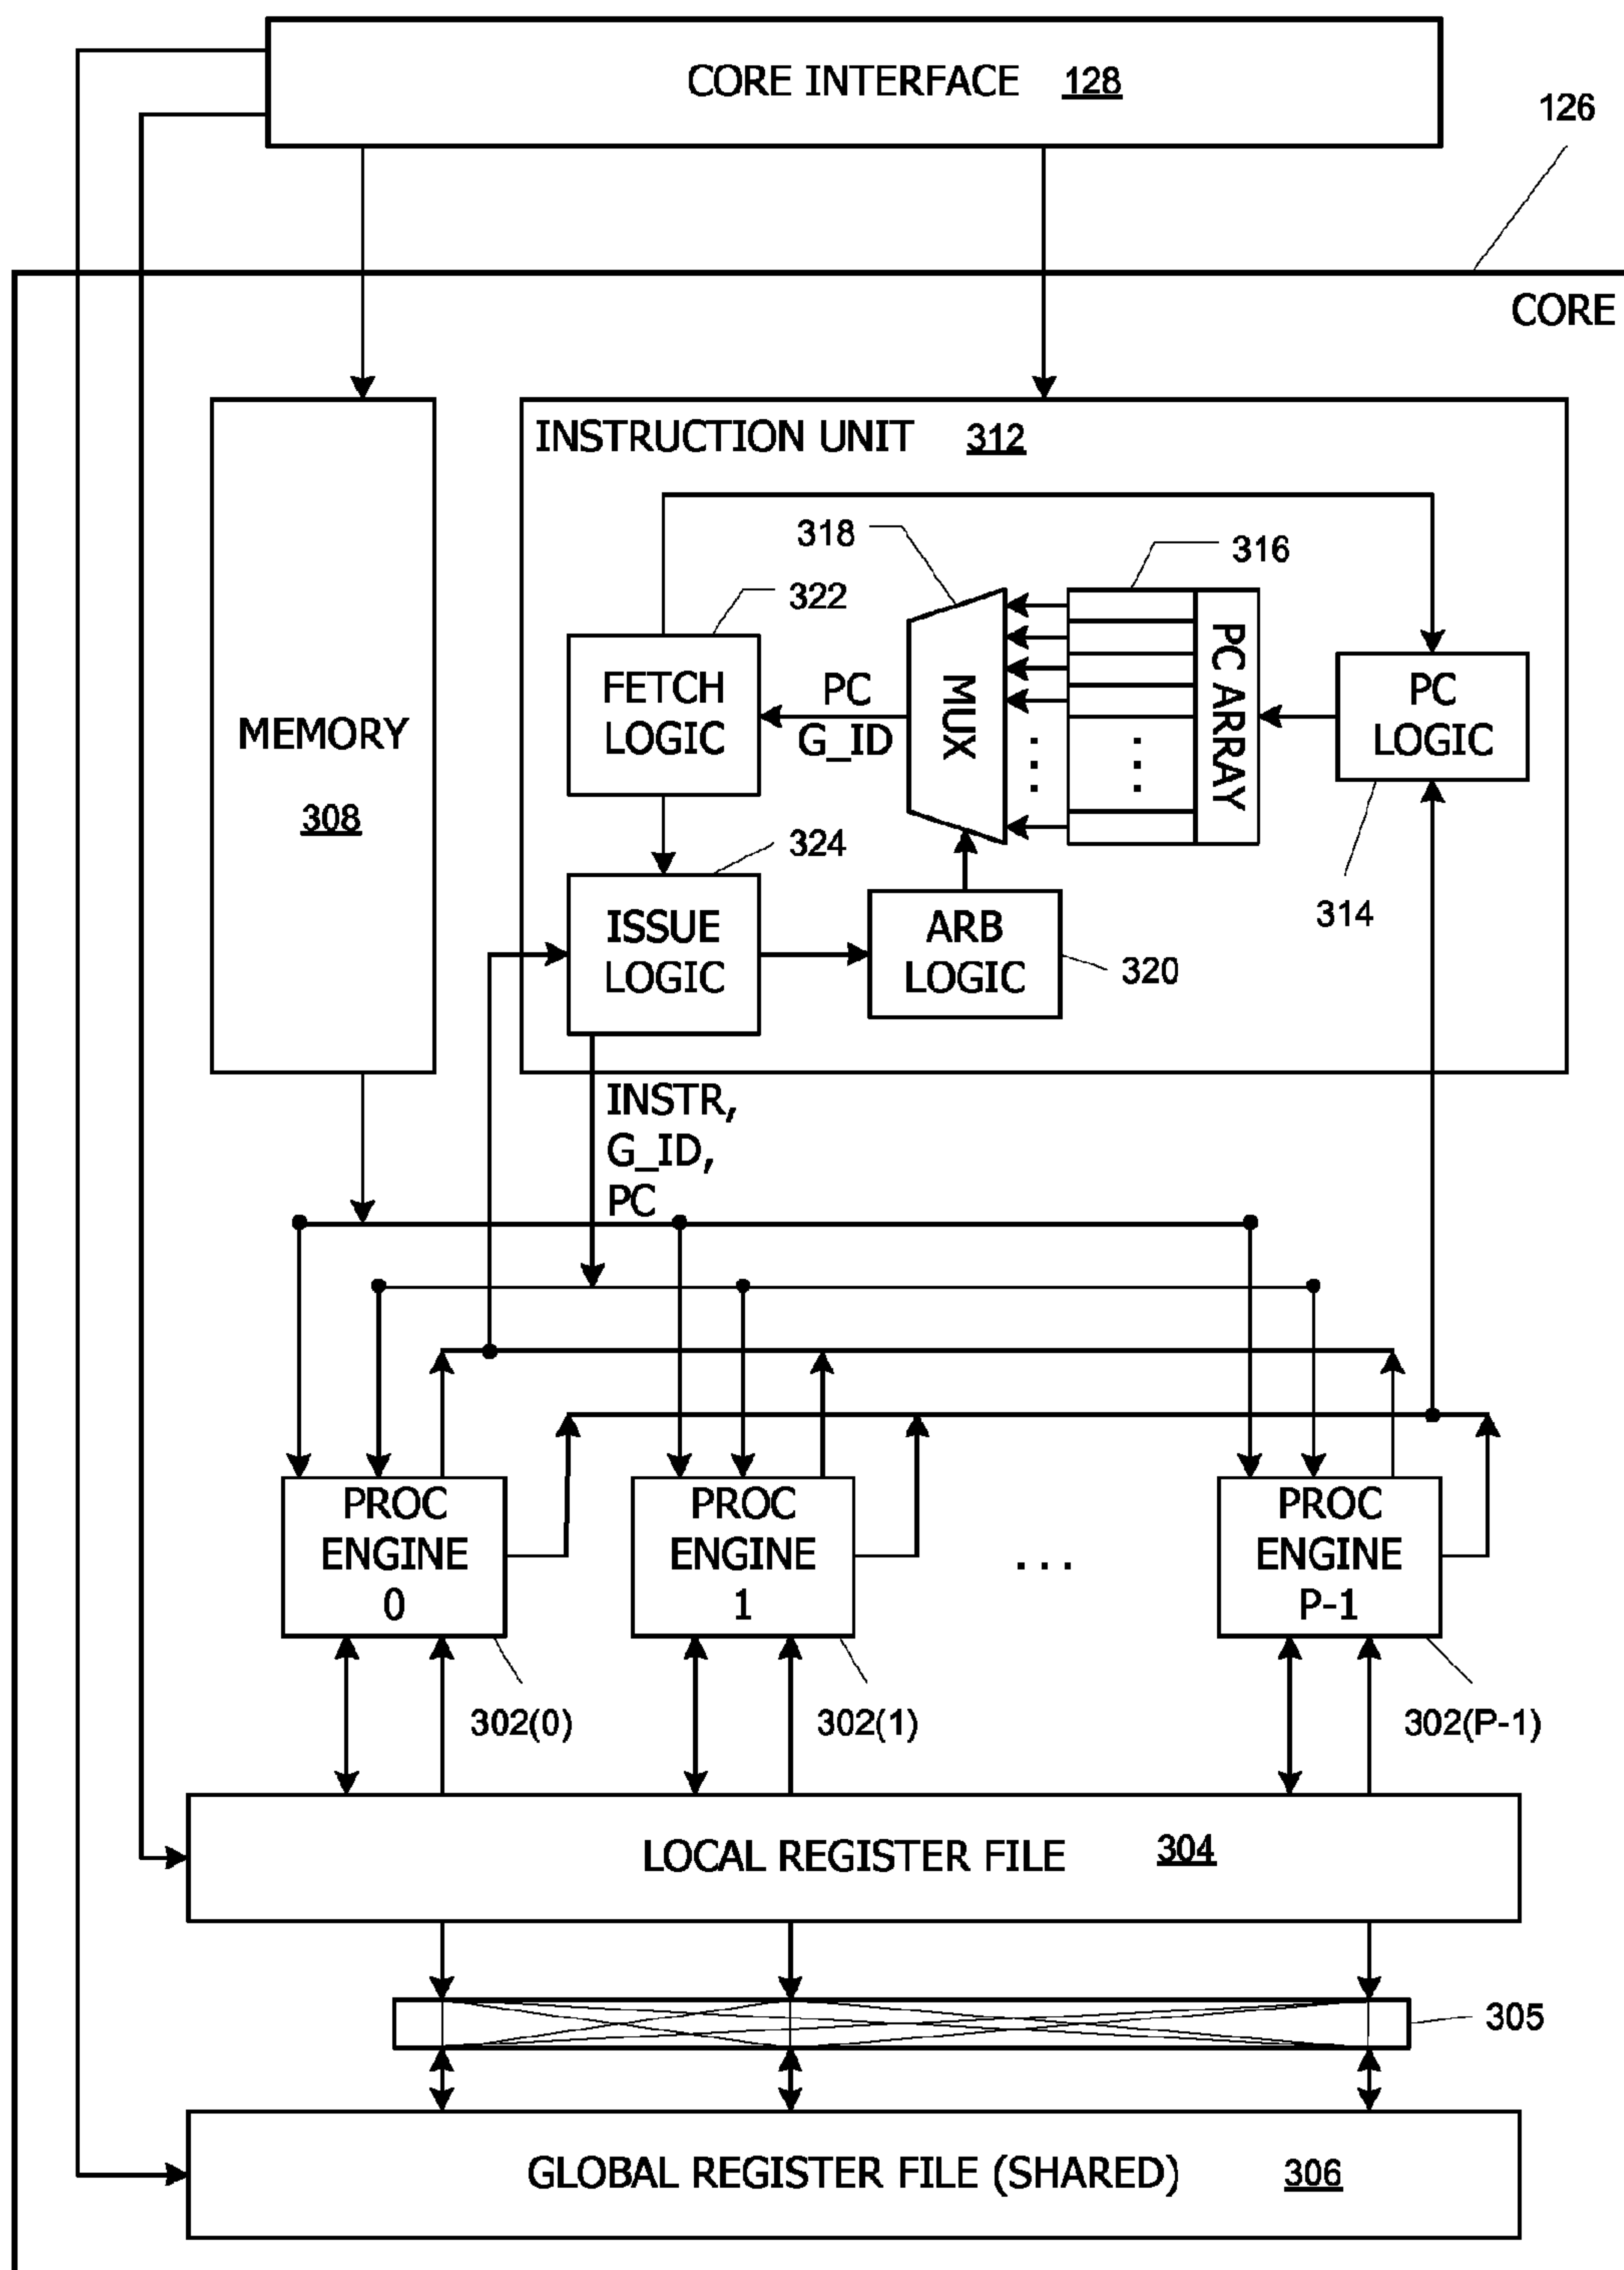 CORE INTERFACE 128
126
CORE
MEMORY
308
INSTRUCTION UNIT 312
318
316
322
FETCH
LOGIC
PC
G_ID
MUX
PC ARRAY
PC
LOGIC
314
324
ISSUE
LOGIC
ARB
LOGIC
320
INSTR,
G_ID,
PC
PROC
ENGINE
0
PROC
ENGINE
1
...
PROC
ENGINE
P-1
302(0)
302(1)
302(P-1)
LOCAL REGISTER FILE 304
305
GLOBAL REGISTER FILE (SHARED) 306